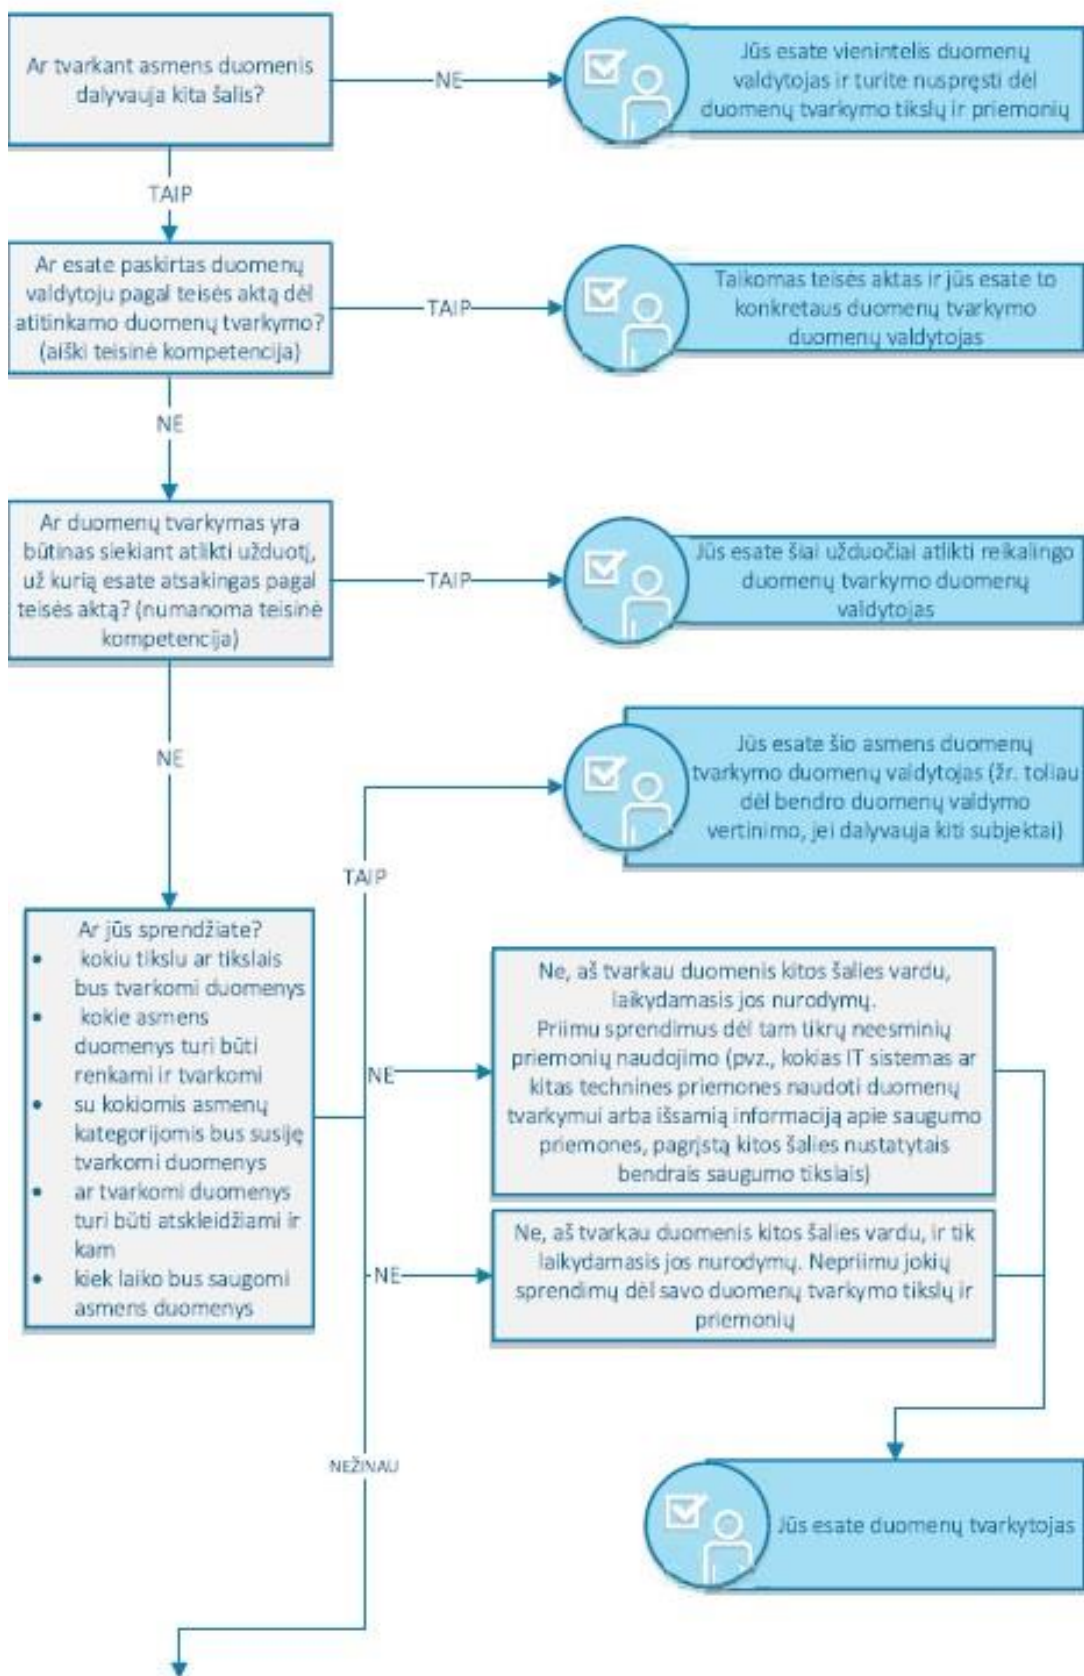 Ar tvarkant asmens duomenis
dalyvauja kita šalis?
NE
Jūs esate vienintelis duomenų
valdytojas ir turite nuspręsti dėl
duomenų tvarkymo tikslų ir priemonių
TAIP
Ar esate paskirtas duomenų
valdytoju pagal teisės aktą dėl
atitinkamo duomenų tvarkymo?
(aiški teisinė kompetencija)
TAIP
Taikomas teisės aktas ir jūs esate to
konkretaus duomenų tvarkymo
duomenų valdytojas
NE
Ar duomenų tvarkymas yra
būtinas siekiant atlikti užduotį,
už kurią esate atsakingas pagal
teisės aktą? (numanoma teisinė
kompetencija)
TAIP
Jūs esate šiai užduočiai atlikti reikalingo
duomenų tvarkymo duomenų
valdytojas
NE
Jūs esate šio asmens duomenų
tvarkymo duomenų valdytojas (žr. toliau
dėl bendro duomenų valdymo
vertinimo, jei dalyvauja kiti subjektai)
TAIP
Ar jūs sprendžiate?
• kokiu tikslu ar tikslais
bus tvarkomi duomenys
• kokie asmens
duomenys turi būti
renkami ir tvarkomi
• su kokiomis asmenų
kategorijomis bus susiję
tvarkomi duomenys
• ar tvarkomi duomenys
turi būti atskleidžiami ir
kam
• kiek laiko bus saugomi
asmens duomenys
NE
Ne, aš tvarkau duomenis kitos šalies vardu,
laikydamasis jos nurodymų.
Priimu sprendimus dėl tam tikrų neesminių
priemonių naudojimo (pvz., kokias IT sistemas ar
kitas technines priemones naudoti duomenų
tvarkymui arba išsamią informaciją apie saugumo
priemones, pagrįstą kitos šalies nustatytais
bendrais saugumo tikslais)
NE
Ne, aš tvarkau duomenis kitos šalies vardu, ir tik
laikydamasis jos nurodymų. Nepriimu jokių
sprendimų dėl savo duomenų tvarkymo tikslų ir
priemonių
NEŽINAU
Jūs esate duomenų tvarkytojas